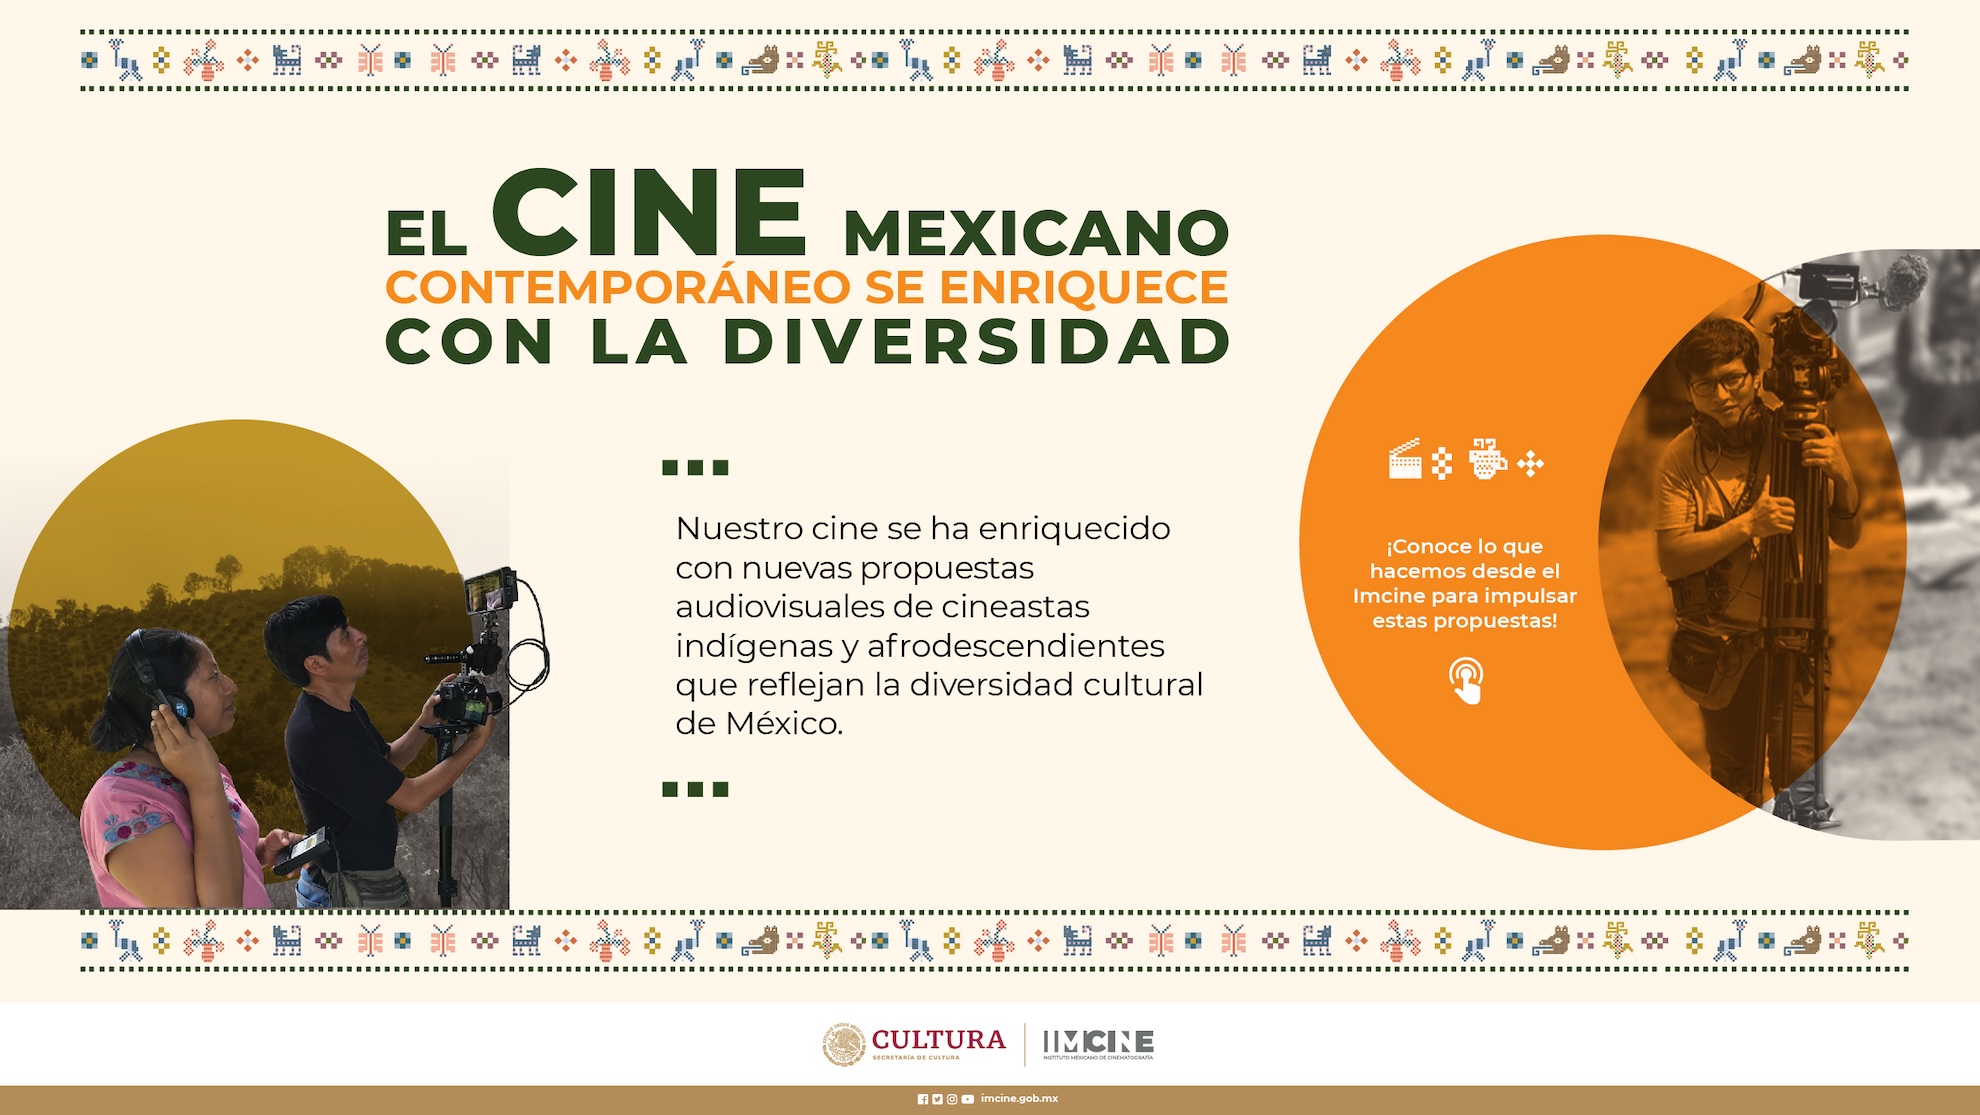 EL CINE MEXICANO
CONTEMPORÁNEO SE ENRIQUECE
CON LA DIVERSIDAD
Nuestro cine se ha enriquecido
con nuevas propuestas
audiovisuales de cineastas
indígenas y afrodescendientes
que reflejan la diversidad cultural
de México.
¡Conoce lo que
hacemos desde el
Imcine para impulsar
estas propuestas!
CULTURA
SECRETARÍA DE CULTURA
IMCINE
INSTITUTO MEXICANO DE CINEMATOGRAFÍA
imcine.gob.mx